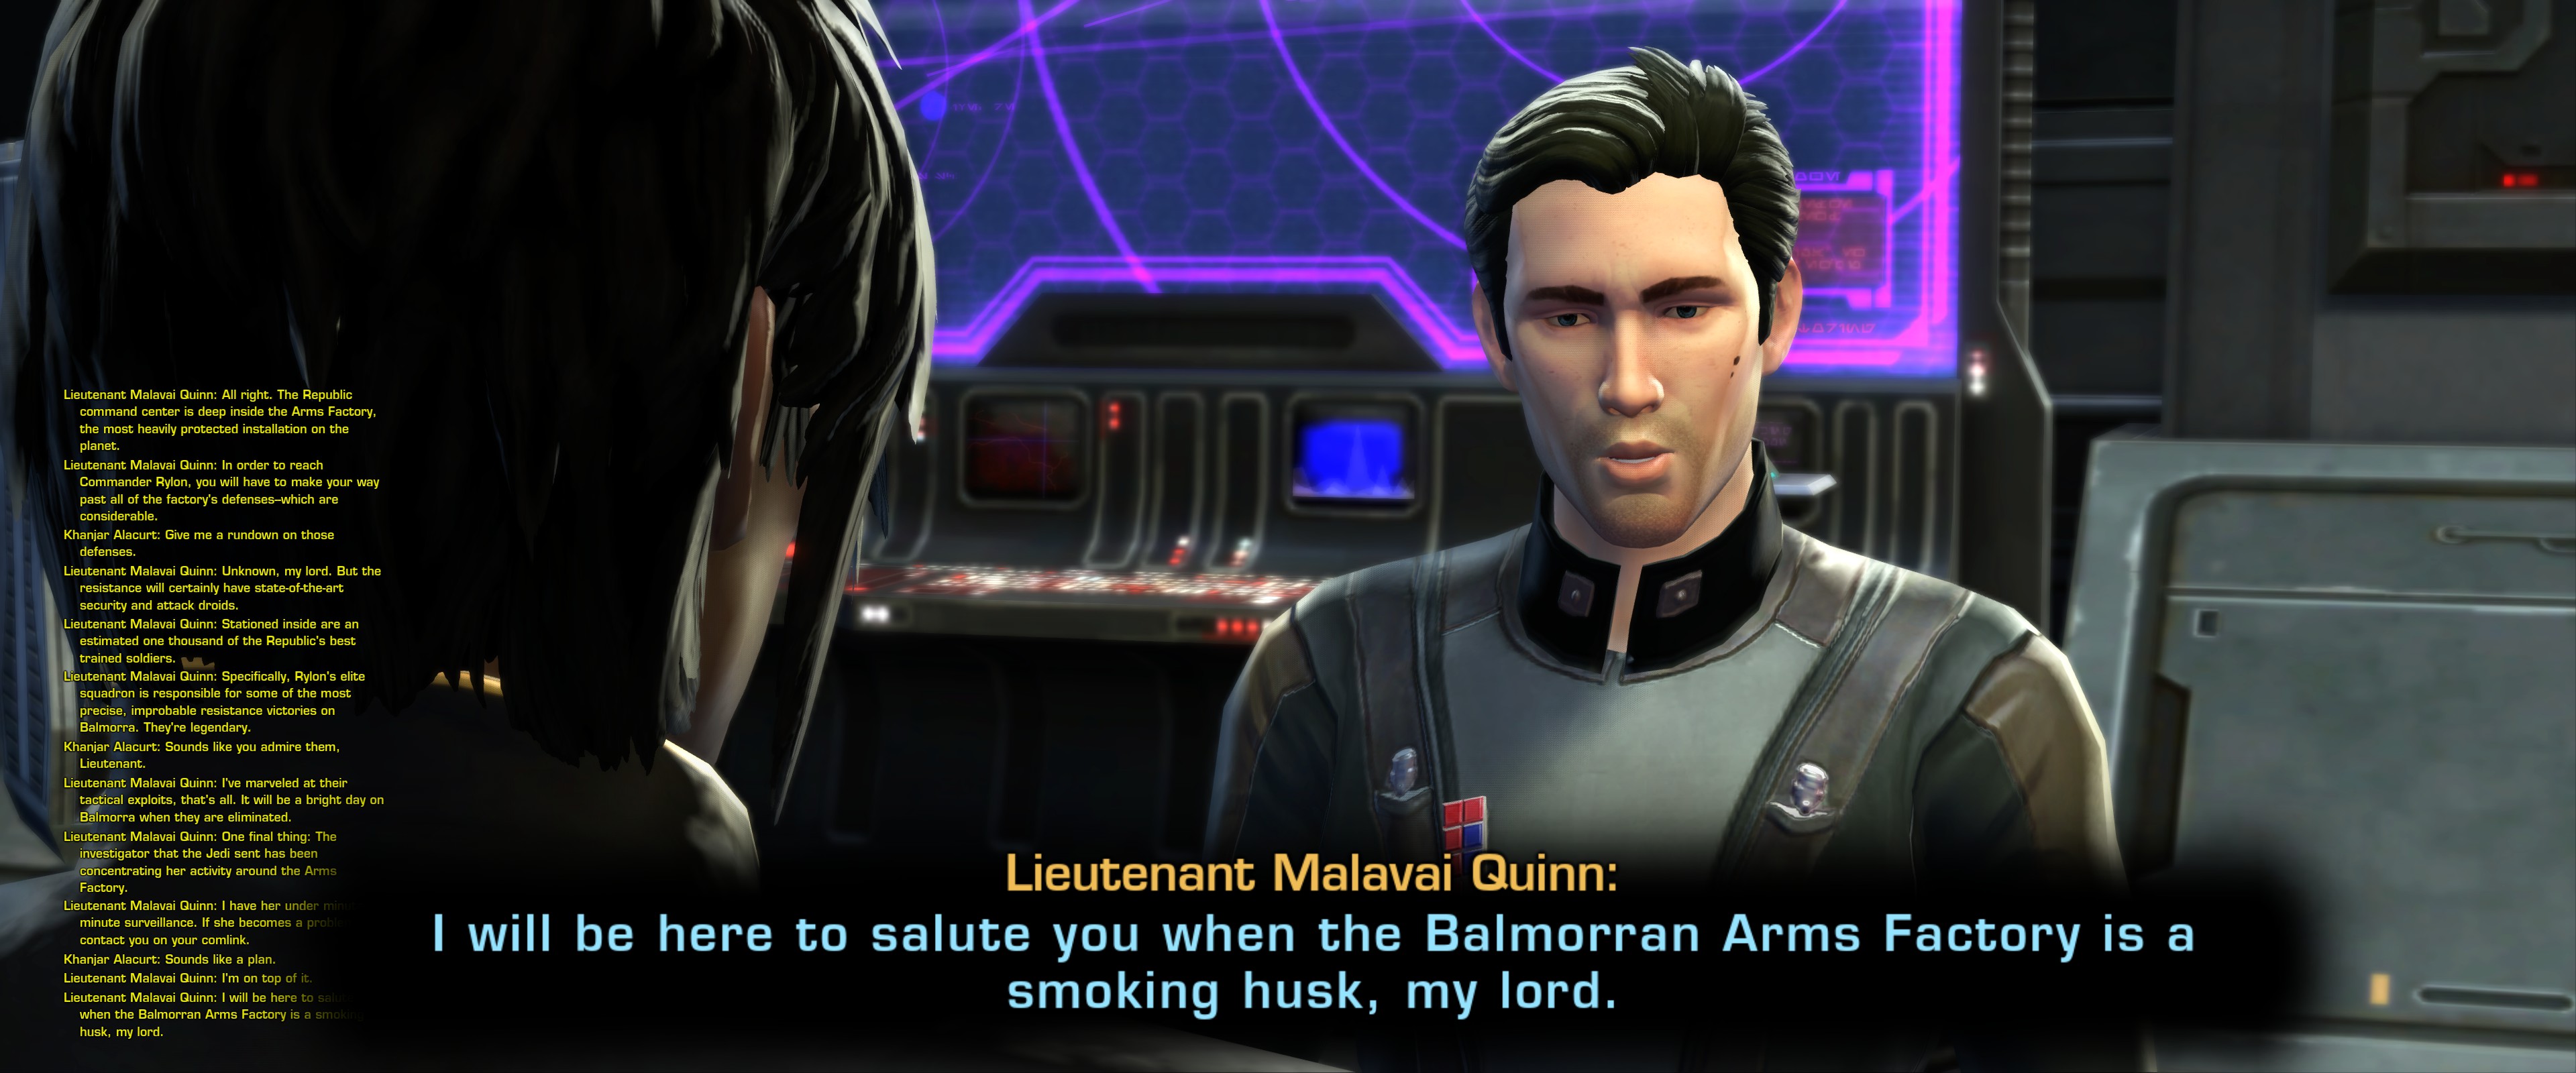 Lieutenant Malavai Quinn: All right. The Republic
command center is deep inside the Arms Factory,
the most heavily protected installation on the
planet.
Lieutenant Malavai Quinn: In order to reach
Commander Rylon, you will have to make your way
past all of the factory's defenses—which are
considerable.
Khanjar Alacurt: Give me a rundown on those
defenses.
Lieutenant Malavai Quinn: Unknown, my lord. But the
resistance will certainly have state-of-the-art
security and attack droids.
Lieutenant Malavai Quinn: Stationed inside are an
estimated one thousand of the Republic's best
trained soldiers.
Lieutenant Malavai Quinn: Specifically, Rylon's elite
squadron is responsible for some of the most
precise, improbable resistance victories on
Balmorra. They're legendary.
Khanjar Alacurt: Sounds like you admire them,
Lieutenant.
Lieutenant Malavai Quinn: I've marveled at their
tactical exploits, that's all. It will be a bright day on
Balmorra when they are eliminated.
Lieutenant Malavai Quinn: One final thing: The
investigator that the Jedi sent has been
concentrating her activity around the Arms
Factory.
Lieutenant Malavai Quinn: I have her under
minute surveillance. If she becomes a
contact you on your comlink.
Khanjar Alacurt: Sounds like a plan.
Lieutenant Malavai Quinn: I'm on top of it.
Lieutenant Malavai Quinn: I will be here to
when the Balmorran Arms Factory is a smoking
husk, my lord.
Lieutenant Malavai Quinn:
I will be here to salute you when the Balmorran Arms Factory is a
smoking husk, my lord.